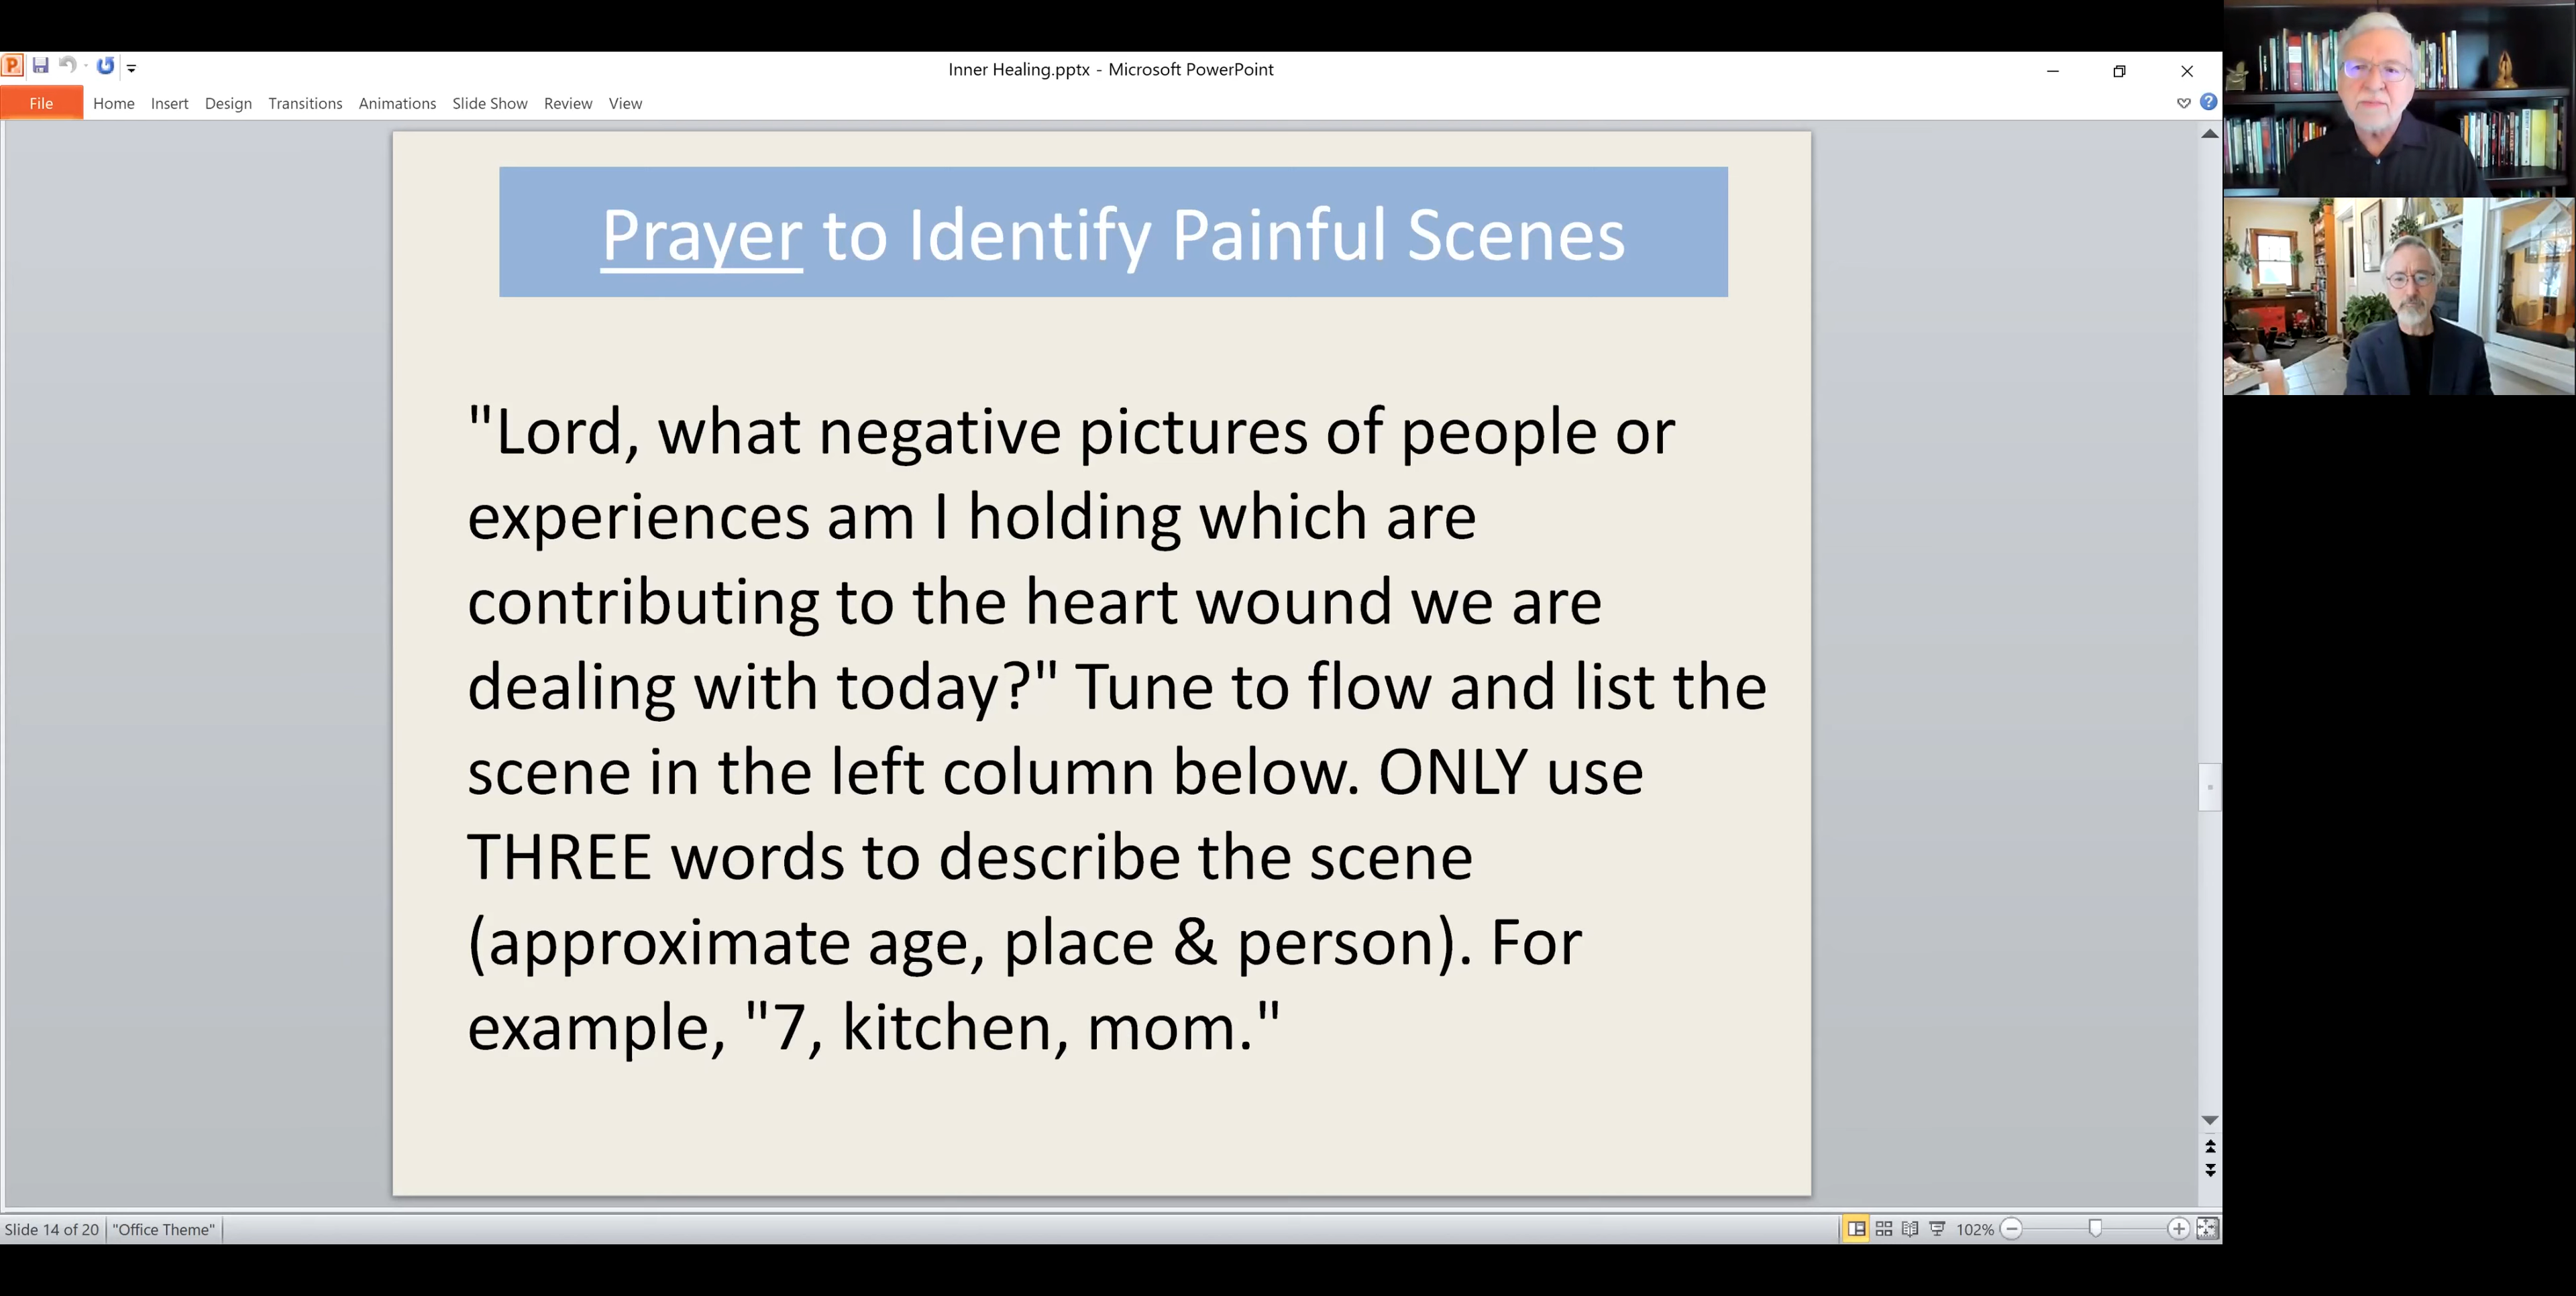 Inner Healing.pptx - Microsoft PowerPoint
File Home Insert Design Transitions Animations Slide Show Review View
Prayer to Identify Painful Scenes
"Lord, what negative pictures of people or
experiences am I holding which are
contributing to the heart wound we are
dealing with today?" Tune to flow and list the
scene in the left column below. ONLY use
THREE words to describe the scene
(approximate age, place & person). For
example, "7, kitchen, mom."
Slide 14 of 20 "Office Theme" 102%